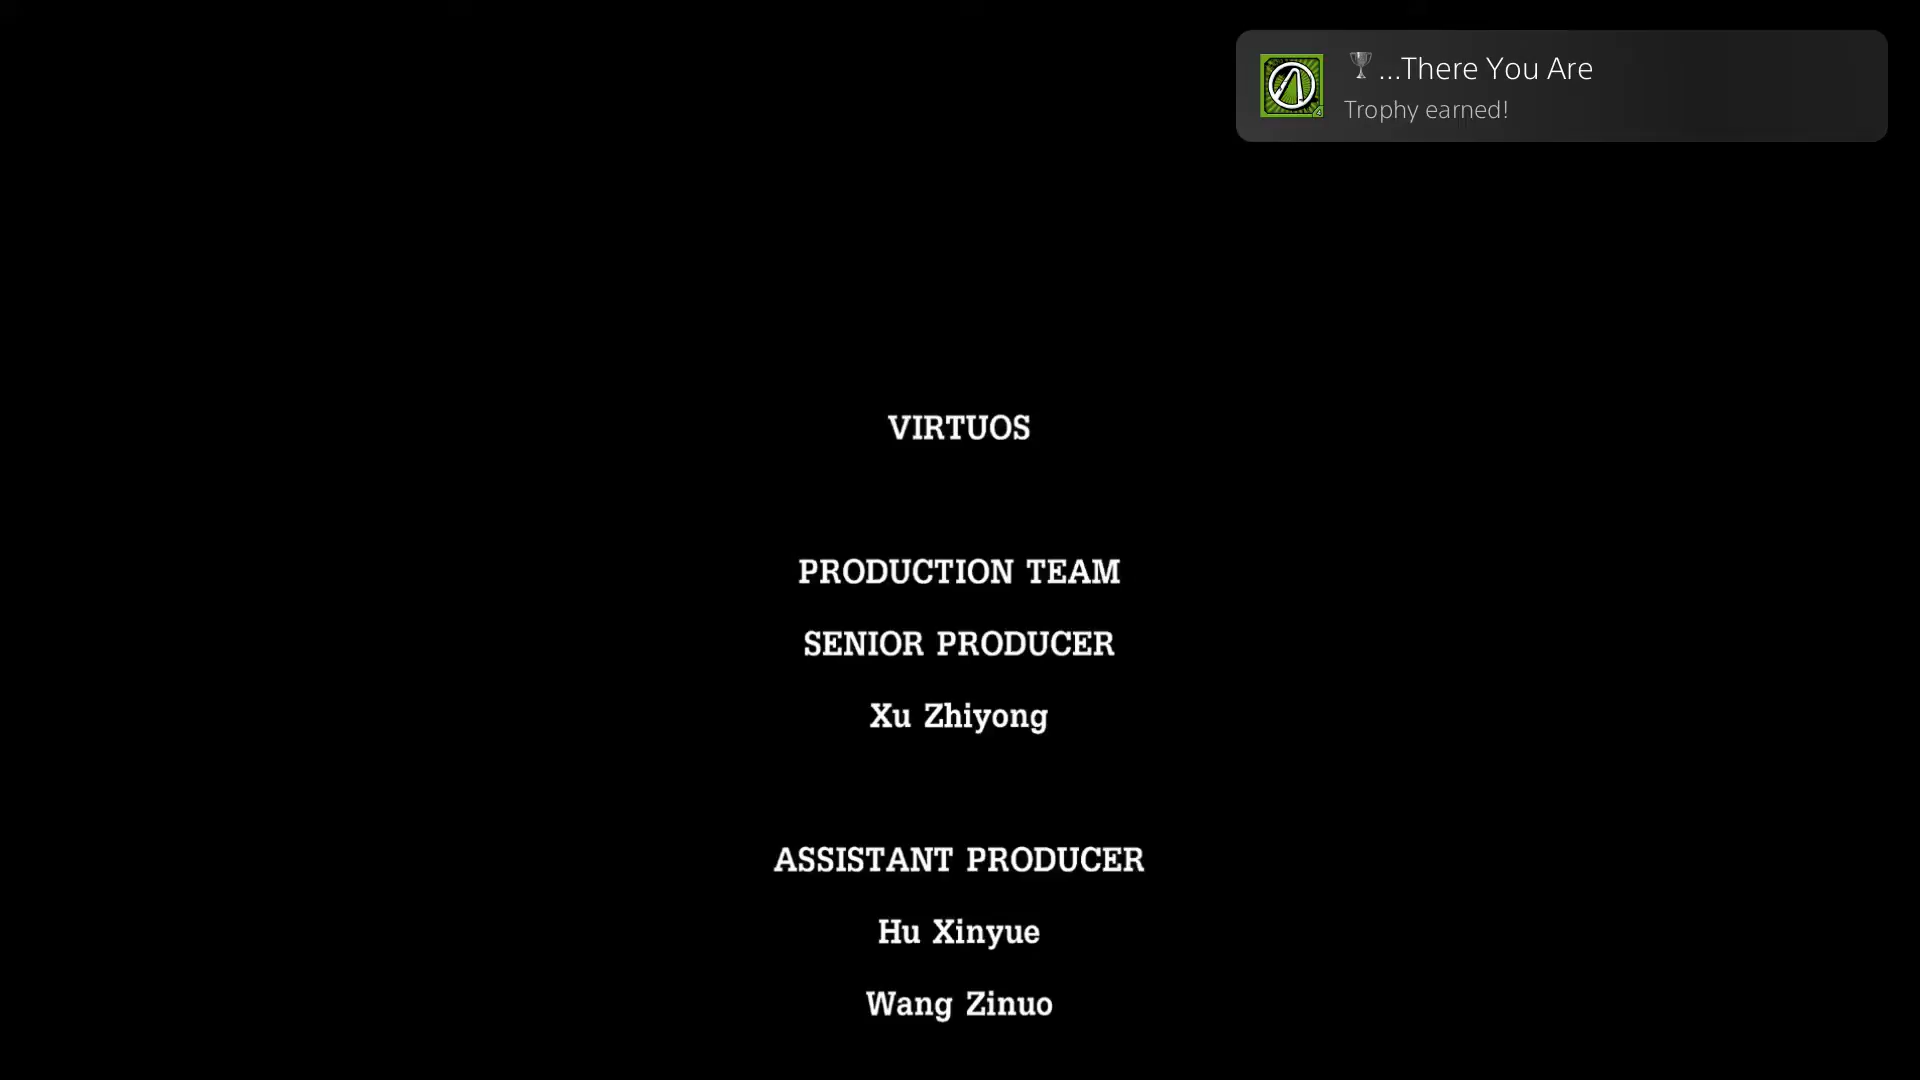 ...There You Are
Trophy earned!
VIRTUOS
PRODUCTION TEAM
SENIOR PRODUCER
Xu Zhiyong
ASSISTANT PRODUCER
Hu Xinyue
Wang Zinuo